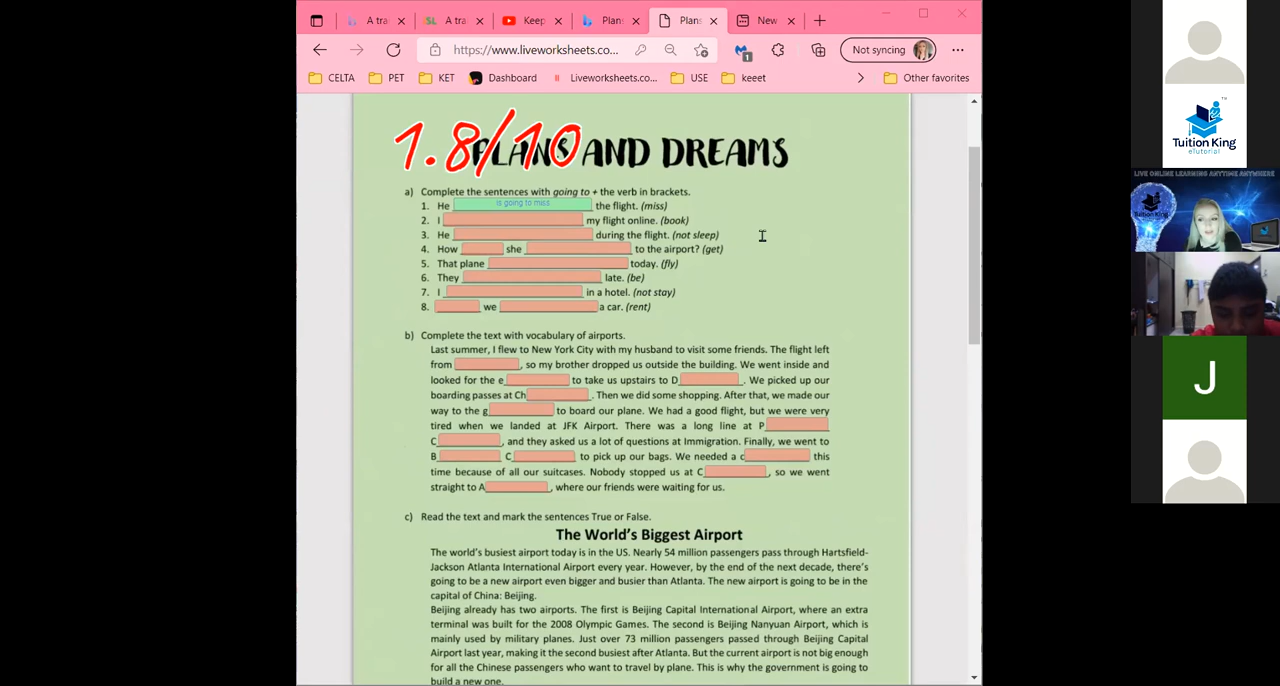 A tra
A tra
Keep
Plans
Plans
New
https://www.liveworksheets.co...
1
Not syncing
CELTA
PET
KET
Dashboard
Liveworksheets.co...
USE
keeet
Other favorites
1.8/10
PLANS AND DREAMS
a) Complete the sentences with going to + the verb in brackets.
1. He is going to miss the flight. (miss)
2. I my flight online. (book)
3. He during the flight. (not sleep)
4. How she to the airport? (get)
5. That plane today. (fly)
6. They late. (be)
7. I in a hotel. (not stay)
8. we a car. (rent)
b) Complete the text with vocabulary of airports.
Last summer, I flew to New York City with my husband to visit some friends. The flight left
from , so my brother dropped us outside the building. We went inside and
looked for the e to take us upstairs to D . We picked up our
boarding passes at Ch . Then we did some shopping. After that, we made our
way to the g to board our plane. We had a good flight, but we were very
tired when we landed at JFK Airport. There was a long line at P
C , and they asked us a lot of questions at Immigration. Finally, we went to
B C to pick up our bags. We needed a c this
time because of all our suitcases. Nobody stopped us at C , so we went
straight to A , where our friends were waiting for us.
c) Read the text and mark the sentences True or False.
The World's Biggest Airport
The world's busiest airport today is in the US. Nearly 54 million passengers pass through Hartsfield-
Jackson Atlanta International Airport every year. However, by the end of the next decade, there's
going to be a new airport even bigger and busier than Atlanta. The new airport is going to be in the
capital of China: Beijing.
Beijing already has two airports. The first is Beijing Capital International Airport, where an extra
terminal was built for the 2008 Olympic Games. The second is Beijing Nanyuan Airport, which is
mainly used by military planes. Just over 73 million passengers passed through Beijing Capital
Airport last year, making it the second busiest after Atlanta. But the current airport is not big enough
for all the Chinese passengers who want to travel by plane. This is why the government is going to
build a new one.
TM
Tuition King
eTutorial
LIVE ONLINE LEARNING ANYTIME ANYWHERE
Tuition King
J